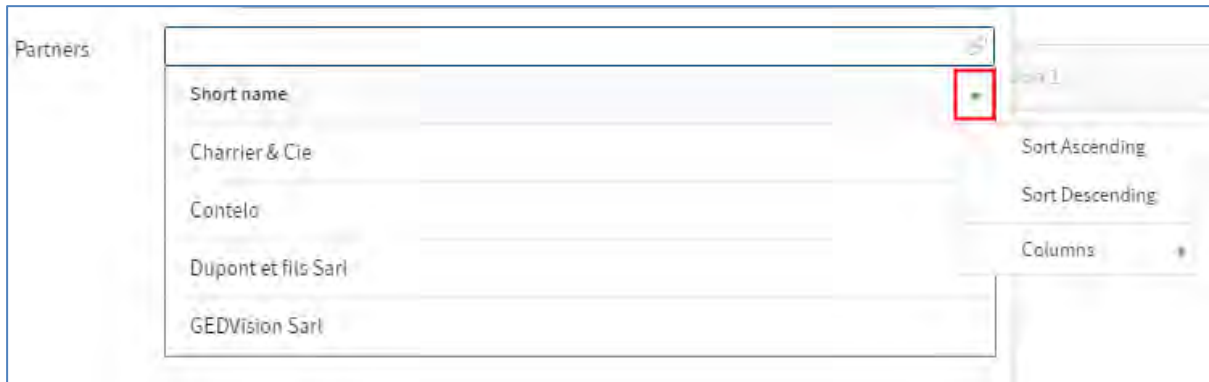 Partners
Short name
Charrier & Cie
Contelo
Dupont et fils Sarl
GEDVision Sarl
Sort Ascending
Sort Descending
Columns